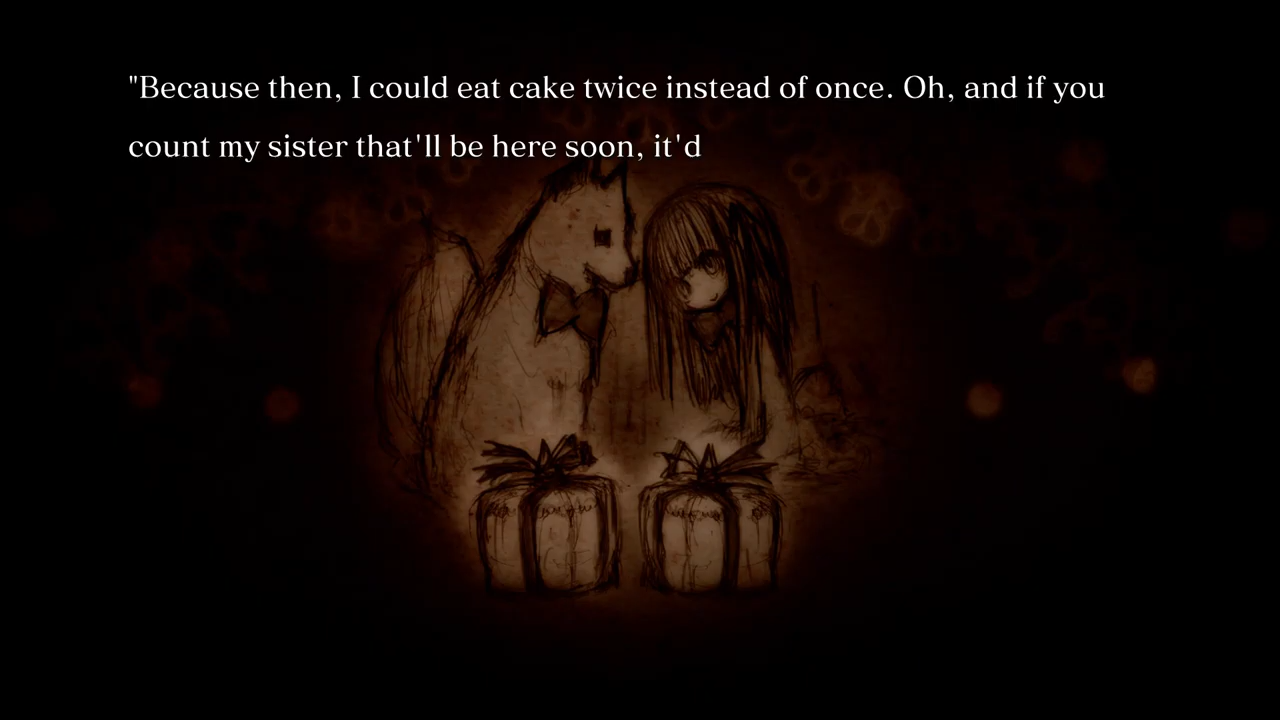 "Because then, I could eat cake twice instead of once. Oh, and if you
count my sister that'll be here soon, it'd